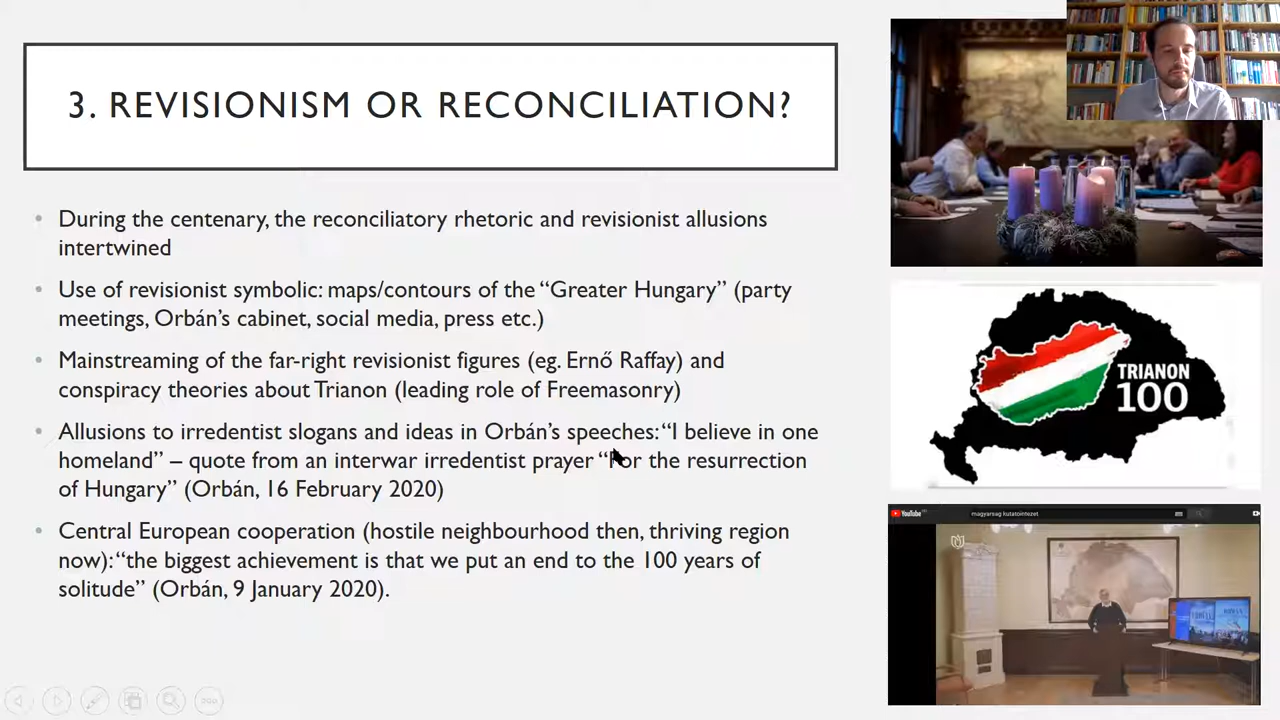 3. REVISIONISM OR RECONCILIATION?
• During the centenary, the reconciliatory rhetoric and revisionist allusions
intertwined
• Use of revisionist symbolic: maps/contours of the “Greater Hungary” (party
meetings, Orbán’s cabinet, social media, press etc.)
• Mainstreaming of the far-right revisionist figures (eg. Ernő Raffay) and
conspiracy theories about Trianon (leading role of Freemasonry)
• Allusions to irredentist slogans and ideas in Orbán’s speeches: “I believe in one
homeland” – quote from an interwar irredentist prayer “For the resurrection
of Hungary” (Orbán, 16 February 2020)
• Central European cooperation (hostile neighbourhood then, thriving region
now): “the biggest achievement is that we put an end to the 100 years of
solitude” (Orbán, 9 January 2020).
TRIANON
100
YouTube
magyarsag kutatointezet